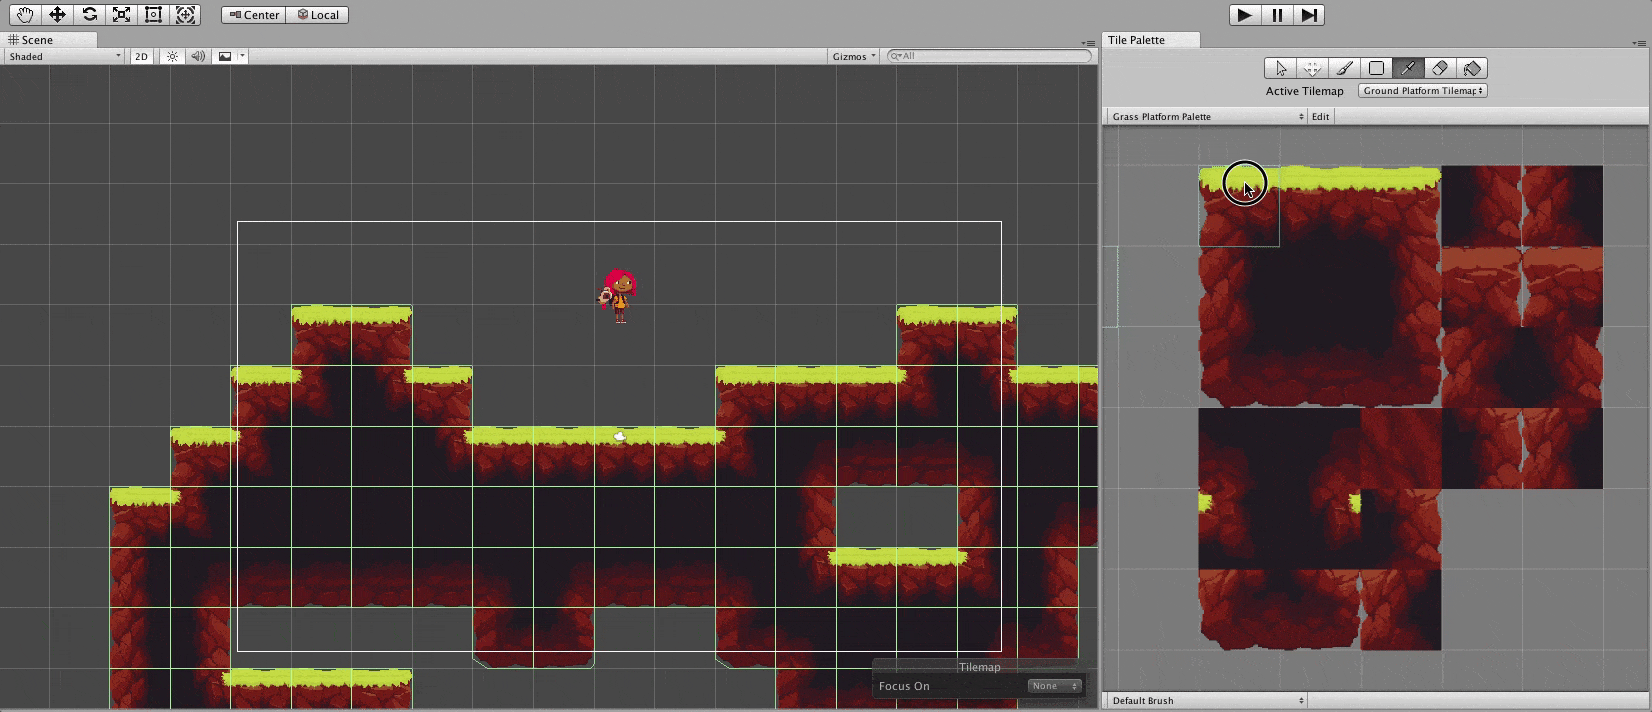 Center Local
Scene
Tile Palette
Shaded
2D
Gizmos
All
Active Tilemap
Ground Platform Tilemap
Grass Platform Palette
Edit
Tilemap
Focus On
None
Default Brush